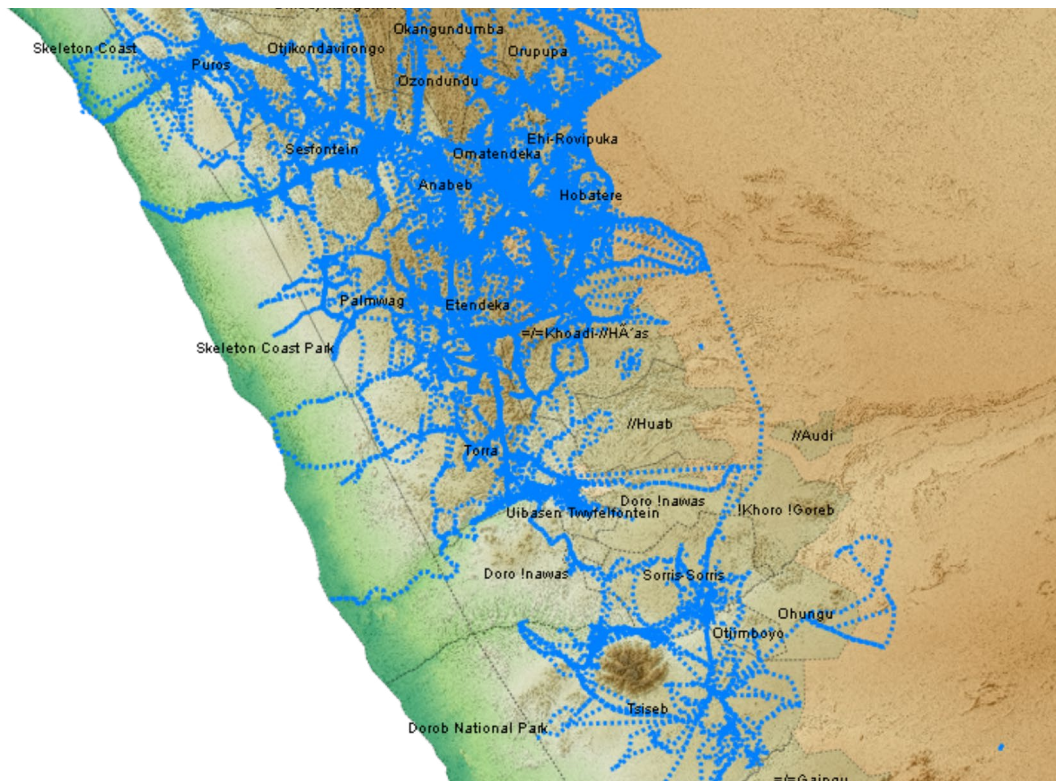 Okangundumba
Skeleton Coast
Otjikondavirongo
Orupupa
Puros
Ozondundu
Ehi-Rovipuka
Sesfontein
Omatendeka
Anabeb
Hobatere
Palmwag
Etendeka
=/=Khoadi-//HÃ´as
Skeleton Coast Park
//Huab
//Audi
Torra
Doro !nawas
Uibasen Twyfelfontein
!Khoro !Goreb
Doro !nawas
Sorris-Sorris
Ohungu
Otjimboyo
Tsiseb
Dorob National Park
=/=Gaingu